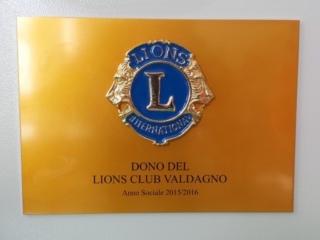 LIONS
L
INTERNATIONAL
DONO DEL
LIONS CLUB VALDAGNO
Anno Sociale 2015/2016